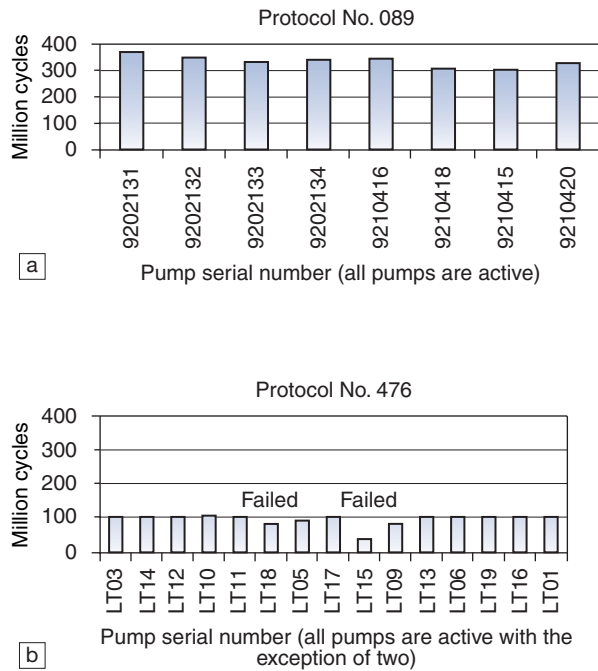 Protocol No. 089
Million cycles
400
300
200
100
0
9202131
9202132
9202133
9202134
9210416
9210418
9210415
9210420
Pump serial number (all pumps are active)
a
Protocol No. 476
Million cycles
400
300
200
100
0
Failed
Failed
LT03
LT14
LT12
LT10
LT11
LT18
LT05
LT17
LT15
LT09
LT13
LT06
LT19
LT16
LT01
Pump serial number (all pumps are active with the
exception of two)
b